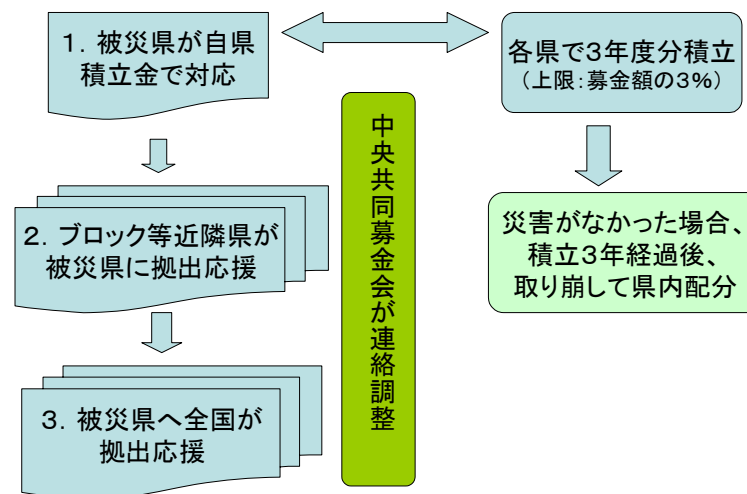 １．被災県が自県
積立金で対応
各県で３年度分積立
（上限：募金額の３％）
中央共同募金会が連絡調整
２．ブロック等近隣県が
被災県に拠出応援
災害がなかった場合、
積立３年経過後、
取り崩して県内配分
３．被災県へ全国が
拠出応援